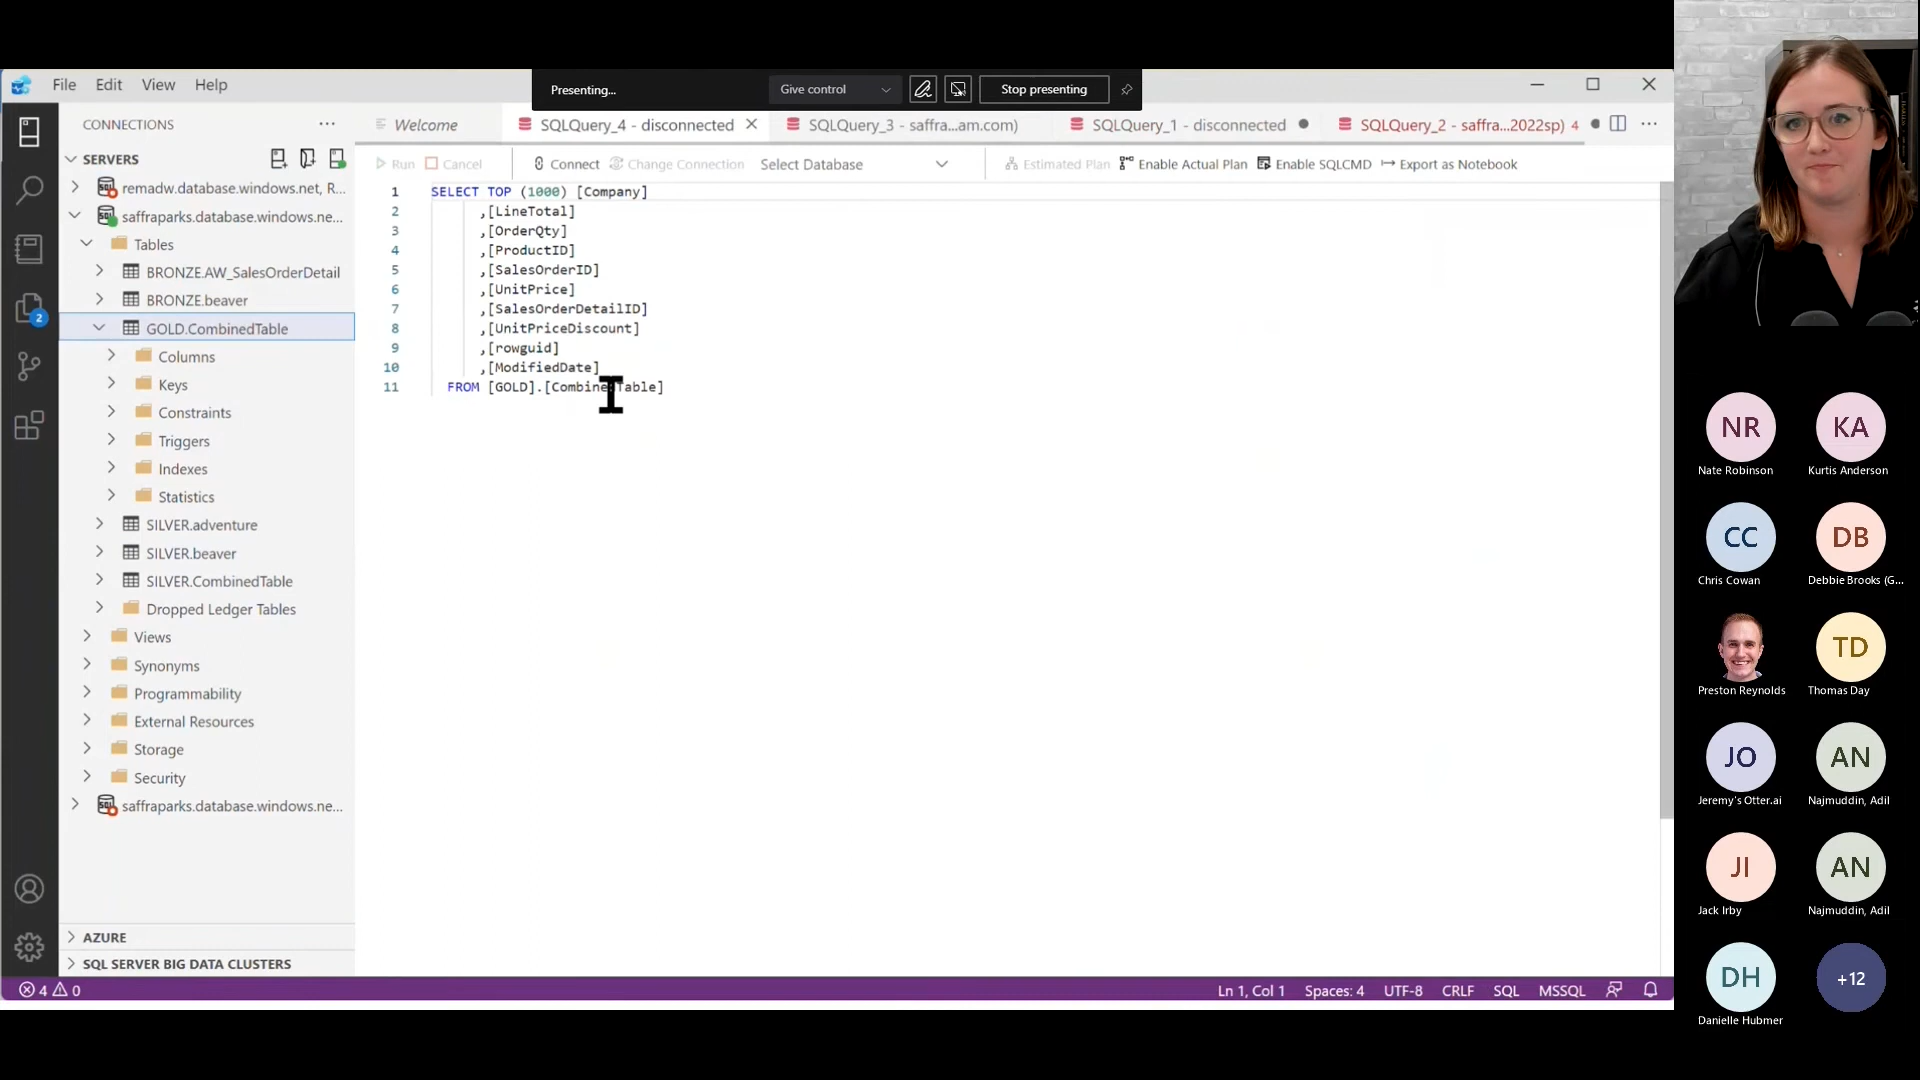 File Edit View Help
Presenting...
Give control
Stop presenting
CONNECTIONS
SERVERS
remadw.database.windows.net, R...
saffraparks.database.windows.ne...
Tables
BRONZE.AW_SalesOrderDetail
BRONZE.beaver
GOLD.CombinedTable
Columns
Keys
Constraints
Triggers
Indexes
Statistics
SILVER.adventure
SILVER.beaver
SILVER.CombinedTable
Dropped Ledger Tables
Views
Synonyms
Programmability
External Resources
Storage
Security
saffraparks.database.windows.ne...
AZURE
SQL SERVER BIG DATA CLUSTERS
2
Welcome
SQLQuery_4 - disconnected
SQLQuery_3 - saffra...am.com)
SQLQuery_1 - disconnected
SQLQuery_2 - saffra...2022sp) 4
Run Cancel Connect Change Connection Select Database Estimated Plan Enable Actual Plan Enable SQLCMD Export as Notebook
1 SELECT TOP (1000) [Company]
2 ,[LineTotal]
3 ,[OrderQty]
4 ,[ProductID]
5 ,[SalesOrderID]
6 ,[UnitPrice]
7 ,[SalesOrderDetailID]
8 ,[UnitPriceDiscount]
9 ,[rowguid]
10 ,[ModifiedDate]
11 FROM [GOLD].[CombinedTable]
4 0
Ln 1, Col 1 Spaces: 4 UTF-8 CRLF SQL MSSQL
NR KA
Nate Robinson Kurtis Anderson
CC DB
Chris Cowan Debbie Brooks (G...
TD
Preston Reynolds Thomas Day
JO AN
Jeremy's Otter.ai Najmuddin, Adil
JI AN
Jack Irby Najmuddin, Adil
DH +12
Danielle Hubmer